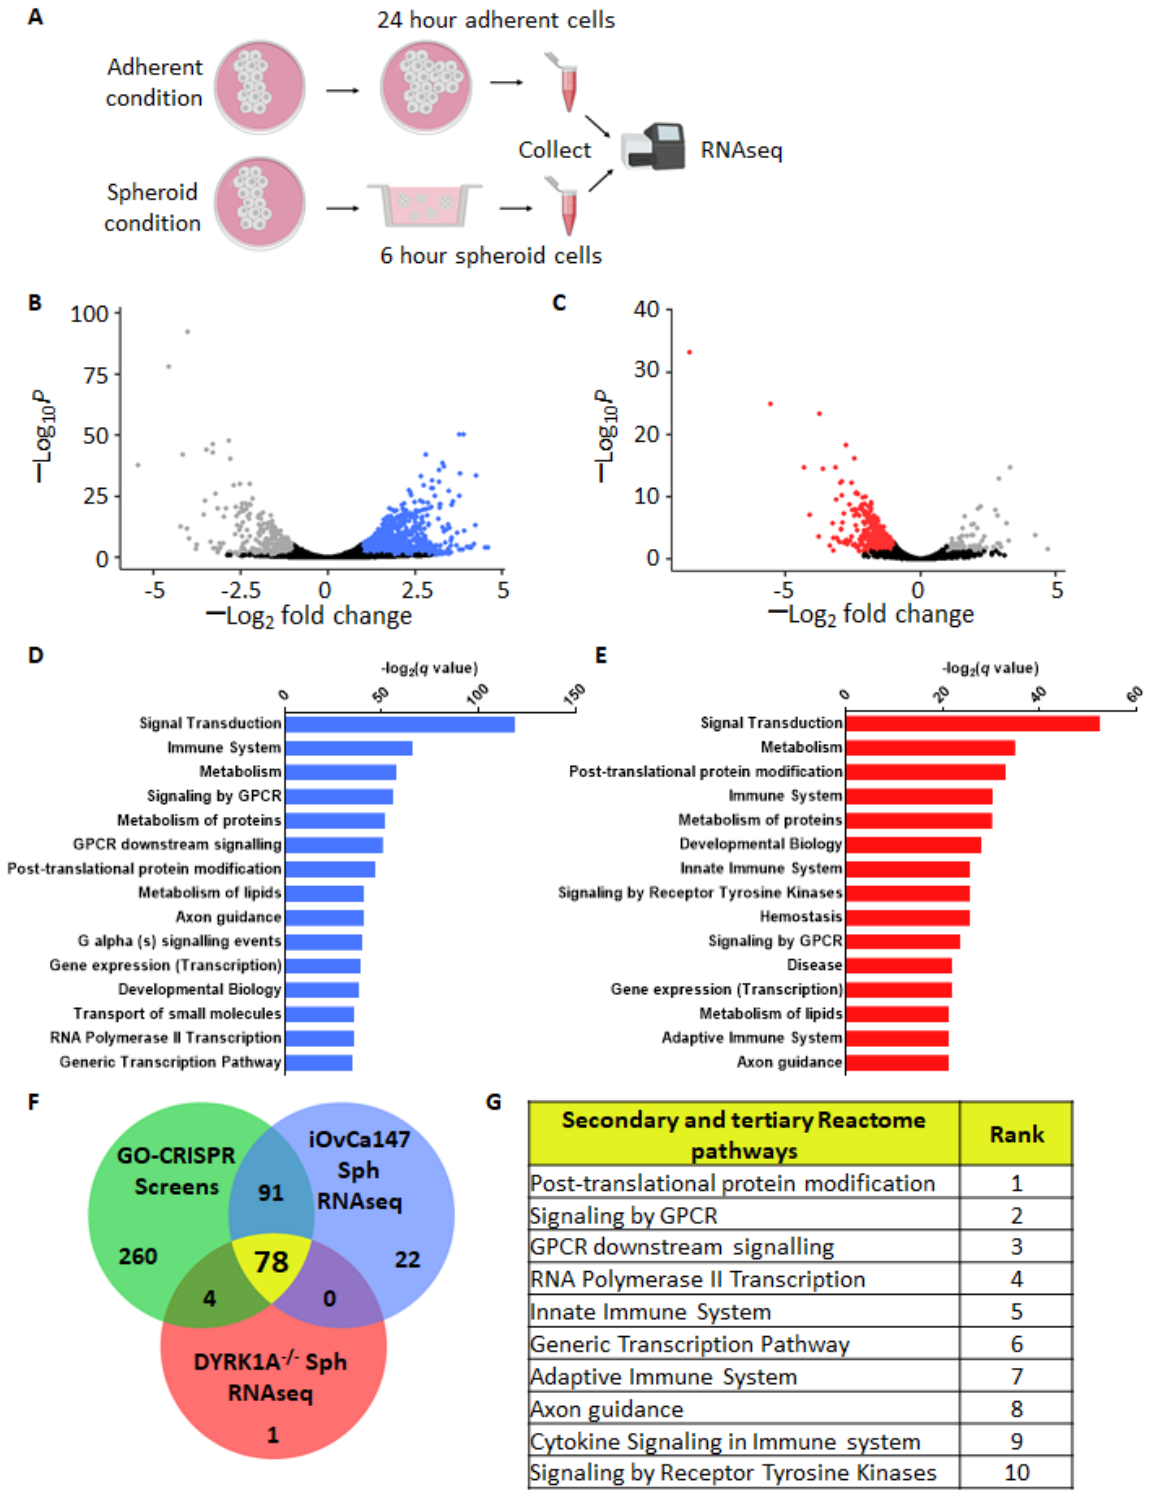 A
24 hour adherent cells
Adherent
condition
Collect
RNAseq
Spheroid
condition
6 hour spheroid cells
B
100
75
50
25
0
-5
-2.5
0
2.5
5
—Log10P
—Log2 fold change
C
40
30
20
10
0
-5
0
5
—Log10P
—Log2 fold change
D
-log2(q value)
0
50
100
150
Signal Transduction
Immune System
Metabolism
Signaling by GPCR
Metabolism of proteins
GPCR downstream signalling
Post-translational protein modification
Metabolism of lipids
Axon guidance
G alpha (s) signalling events
Gene expression (Transcription)
Developmental Biology
Transport of small molecules
RNA Polymerase II Transcription
Generic Transcription Pathway
E
-log2(q value)
0
20
40
60
Signal Transduction
Metabolism
Post-translational protein modification
Immune System
Metabolism of proteins
Developmental Biology
Innate Immune System
Signaling by Receptor Tyrosine Kinases
Hemostasis
Signaling by GPCR
Disease
Gene expression (Transcription)
Metabolism of lipids
Adaptive Immune System
Axon guidance
F
GO-CRISPR
Screens
iOvCa147
Sph
RNAseq
91
260
78
22
4
0
DYRK1A-/- Sph
RNAseq
1
G
Secondary and tertiary Reactome
pathways
Rank
Post-translational protein modification 1
Signaling by GPCR 2
GPCR downstream signalling 3
RNA Polymerase II Transcription 4
Innate Immune System 5
Generic Transcription Pathway 6
Adaptive Immune System 7
Axon guidance 8
Cytokine Signaling in Immune system 9
Signaling by Receptor Tyrosine Kinases 10